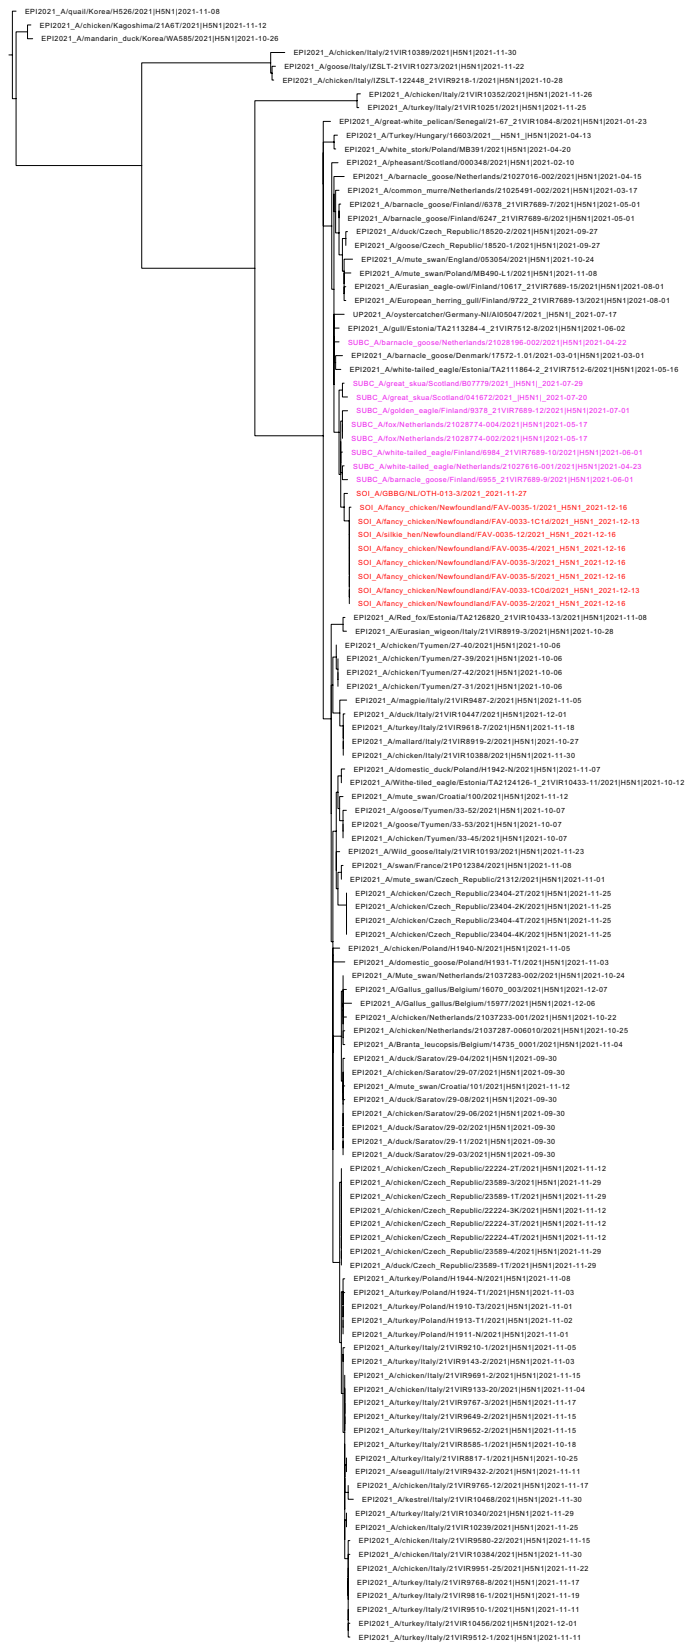 EPI2021_A/quail/Korea/H526/2021|H5N1|2021-11-08
EPI2021_A/chicken/Kagoshima/21A6T/2021|H5N1|2021-11-12
EPI2021_A/mandarin_duck/Korea/WA585/2021|H5N1|2021-10-26
EPI2021_A/chicken/Italy/21VIR10389/2021|H5N1|2021-11-30
EPI2021_A/goose/Italy/IZSLT-21VIR10273/2021|H5N1|2021-11-22
EPI2021_A/chicken/Italy/IZSLT-122448_21VIR9218-1/2021|H5N1|2021-10-28
EPI2021_A/chicken/Italy/21VIR10352/2021|H5N1|2021-11-26
EPI2021_A/turkey/Italy/21VIR10251/2021|H5N1|2021-11-25
EPI2021_A/great-white_pelican/Senegal/21-67_21VIR1084-8/2021|H5N1|2021-01-23
EPI2021_A/Turkey/Hungary/16603/2021__H5N1_|H5N1|2021-04-13
EPI2021_A/white_stork/Poland/MB391/2021|H5N1|2021-04-20
EPI2021_A/pheasant/Scotland/000348/2021|H5N1|2021-02-10
EPI2021_A/barnacle_goose/Netherlands/21027016-002/2021|H5N1|2021-04-15
EPI2021_A/common_murre/Netherlands/21025491-002/2021|H5N1|2021-03-17
EPI2021_A/barnacle_goose/Finland//6378_21VIR7689-7/2021|H5N1|2021-05-01
EPI2021_A/barnacle_goose/Finland/6247_21VIR7689-6/2021|H5N1|2021-05-01
EPI2021_A/duck/Czech_Republic/18520-2/2021|H5N1|2021-09-27
EPI2021_A/goose/Czech_Republic/18520-1/2021|H5N1|2021-09-27
EPI2021_A/mute_swan/England/053054/2021|H5N1|2021-10-24
EPI2021_A/mute_swan/Poland/MB490-L1/2021|H5N1|2021-11-08
EPI2021_A/Eurasian_eagle-owl/Finland/10617_21VIR7689-15/2021|H5N1|2021-08-01
EPI2021_A/European_herring_gull/Finland/9722_21VIR7689-13/2021|H5N1|2021-08-01
UP2021_A/oystercatcher/Germany-NI/AI05047/2021_|H5N1|_2021-07-17
EPI2021_A/gull/Estonia/TA2113284-4_21VIR7512-8/2021|H5N1|2021-06-02
SUBC_A/barnacle_goose/Netherlands/21028196-002/2021|H5N1|2021-04-22
EPI2021_A/barnacle_goose/Denmark/17572-1.01/2021-03-01|H5N1|2021-03-01
EPI2021_A/white-tailed_eagle/Estonia/TA2111864-2_21VIR7512-6/2021|H5N1|2021-05-16
SUBC_A/great_skua/Scotland/B07779/2021_|H5N1|_2021-07-29
SUBC_A/great_skua/Scotland/041672/2021_|H5N1|_2021-07-20
SUBC_A/golden_eagle/Finland/9378_21VIR7689-12/2021|H5N1|2021-07-01
SUBC_A/fox/Netherlands/21028774-004/2021|H5N1|2021-05-17
SUBC_A/fox/Netherlands/21028774-002/2021|H5N1|2021-05-17
SUBC_A/white-tailed_eagle/Finland/6984_21VIR7689-10/2021|H5N1|2021-06-01
SUBC_A/white-tailed_eagle/Netherlands/21027616-001/2021|H5N1|2021-04-23
SUBC_A/barnacle_goose/Finland/6955_21VIR7689-9/2021|H5N1|2021-06-01
SOI_A/GBBG/NL/OTH-013-3/2021_2021-11-27
SOI_A/fancy_chicken/Newfoundland/FAV-0035-1/2021_H5N1_2021-12-16
SOI_A/fancy_chicken/Newfoundland/FAV-0033-1C1d/2021_H5N1_2021-12-13
SOI_A/silkie_hen/Newfoundland/FAV-0035-12/2021_H5N1_2021-12-16
SOI_A/fancy_chicken/Newfoundland/FAV-0035-4/2021_H5N1_2021-12-16
SOI_A/fancy_chicken/Newfoundland/FAV-0035-3/2021_H5N1_2021-12-16
SOI_A/fancy_chicken/Newfoundland/FAV-0035-5/2021_H5N1_2021-12-16
SOI_A/fancy_chicken/Newfoundland/FAV-0033-1C0d/2021_H5N1_2021-12-13
SOI_A/fancy_chicken/Newfoundland/FAV-0035-2/2021_H5N1_2021-12-16
EPI2021_A/Red_fox/Estonia/TA2126820_21VIR10433-13/2021|H5N1|2021-11-08
EPI2021_A/Eurasian_wigeon/Italy/21VIR8919-3/2021|H5N1|2021-10-28
EPI2021_A/chicken/Tyumen/27-40/2021|H5N1|2021-10-06
EPI2021_A/chicken/Tyumen/27-39/2021|H5N1|2021-10-06
EPI2021_A/chicken/Tyumen/27-42/2021|H5N1|2021-10-06
EPI2021_A/chicken/Tyumen/27-31/2021|H5N1|2021-10-06
EPI2021_A/magpie/Italy/21VIR9487-2/2021|H5N1|2021-11-05
EPI2021_A/duck/Italy/21VIR10447/2021|H5N1|2021-12-01
EPI2021_A/turkey/Italy/21VIR9618-7/2021|H5N1|2021-11-18
EPI2021_A/mallard/Italy/21VIR8919-2/2021|H5N1|2021-10-27
EPI2021_A/chicken/Italy/21VIR10388/2021|H5N1|2021-11-30
EPI2021_A/domestic_duck/Poland/H1942-N/2021|H5N1|2021-11-07
EPI2021_A/Withe-tiled_eagle/Estonia/TA2124126-1_21VIR10433-11/2021|H5N1|2021-10-12
EPI2021_A/mute_swan/Croatia/100/2021|H5N1|2021-11-12
EPI2021_A/goose/Tyumen/33-52/2021|H5N1|2021-10-07
EPI2021_A/goose/Tyumen/33-53/2021|H5N1|2021-10-07
EPI2021_A/chicken/Tyumen/33-45/2021|H5N1|2021-10-07
EPI2021_A/Wild_goose/Italy/21VIR10193/2021|H5N1|2021-11-23
EPI2021_A/swan/France/21P012384/2021|H5N1|2021-11-08
EPI2021_A/mute_swan/Czech_Republic/21312/2021|H5N1|2021-11-01
EPI2021_A/chicken/Czech_Republic/23404-2T/2021|H5N1|2021-11-25
EPI2021_A/chicken/Czech_Republic/23404-2K/2021|H5N1|2021-11-25
EPI2021_A/chicken/Czech_Republic/23404-4T/2021|H5N1|2021-11-25
EPI2021_A/chicken/Czech_Republic/23404-4K/2021|H5N1|2021-11-25
EPI2021_A/chicken/Poland/H1940-N/2021|H5N1|2021-11-05
EPI2021_A/domestic_goose/Poland/H1931-T1/2021|H5N1|2021-11-03
EPI2021_A/Mute_swan/Netherlands/21037283-002/2021|H5N1|2021-10-24
EPI2021_A/Gallus_gallus/Belgium/16070_003/2021|H5N1|2021-12-07
EPI2021_A/Gallus_gallus/Belgium/15977/2021|H5N1|2021-12-06
EPI2021_A/chicken/Netherlands/21037233-001/2021|H5N1|2021-10-22
EPI2021_A/chicken/Netherlands/21037287-006010/2021|H5N1|2021-10-25
EPI2021_A/Branta_leucopsis/Belgium/14735_0001/2021|H5N1|2021-11-04
EPI2021_A/duck/Saratov/29-04/2021|H5N1|2021-09-30
EPI2021_A/chicken/Saratov/29-07/2021|H5N1|2021-09-30
EPI2021_A/mute_swan/Croatia/101/2021|H5N1|2021-11-12
EPI2021_A/duck/Saratov/29-08/2021|H5N1|2021-09-30
EPI2021_A/chicken/Saratov/29-06/2021|H5N1|2021-09-30
EPI2021_A/duck/Saratov/29-02/2021|H5N1|2021-09-30
EPI2021_A/duck/Saratov/29-11/2021|H5N1|2021-09-30
EPI2021_A/duck/Saratov/29-03/2021|H5N1|2021-09-30
EPI2021_A/chicken/Czech_Republic/22224-2T/2021|H5N1|2021-11-12
EPI2021_A/chicken/Czech_Republic/23589-3/2021|H5N1|2021-11-29
EPI2021_A/chicken/Czech_Republic/23589-1T/2021|H5N1|2021-11-29
EPI2021_A/chicken/Czech_Republic/22224-3K/2021|H5N1|2021-11-12
EPI2021_A/chicken/Czech_Republic/22224-3T/2021|H5N1|2021-11-12
EPI2021_A/chicken/Czech_Republic/22224-4T/2021|H5N1|2021-11-12
EPI2021_A/chicken/Czech_Republic/23589-4/2021|H5N1|2021-11-29
EPI2021_A/duck/Czech_Republic/23589-1T/2021|H5N1|2021-11-29
EPI2021_A/turkey/Poland/H1944-N/2021|H5N1|2021-11-08
EPI2021_A/turkey/Poland/H1924-T1/2021|H5N1|2021-11-03
EPI2021_A/turkey/Poland/H1910-T3/2021|H5N1|2021-11-01
EPI2021_A/turkey/Poland/H1913-T1/2021|H5N1|2021-11-02
EPI2021_A/turkey/Poland/H1911-N/2021|H5N1|2021-11-01
EPI2021_A/turkey/Italy/21VIR9210-1/2021|H5N1|2021-11-05
EPI2021_A/turkey/Italy/21VIR9143-2/2021|H5N1|2021-11-03
EPI2021_A/chicken/Italy/21VIR9691-2/2021|H5N1|2021-11-15
EPI2021_A/chicken/Italy/21VIR9133-20/2021|H5N1|2021-11-04
EPI2021_A/turkey/Italy/21VIR9767-3/2021|H5N1|2021-11-17
EPI2021_A/turkey/Italy/21VIR9649-2/2021|H5N1|2021-11-15
EPI2021_A/turkey/Italy/21VIR9652-2/2021|H5N1|2021-11-15
EPI2021_A/turkey/Italy/21VIR8585-1/2021|H5N1|2021-10-18
EPI2021_A/turkey/Italy/21VIR8817-1/2021|H5N1|2021-10-25
EPI2021_A/seagull/Italy/21VIR9432-2/2021|H5N1|2021-11-11
EPI2021_A/chicken/Italy/21VIR9765-12/2021|H5N1|2021-11-17
EPI2021_A/kestrel/Italy/21VIR10468/2021|H5N1|2021-11-30
EPI2021_A/turkey/Italy/21VIR10340/2021|H5N1|2021-11-29
EPI2021_A/chicken/Italy/21VIR10239/2021|H5N1|2021-11-25
EPI2021_A/chicken/Italy/21VIR9580-22/2021|H5N1|2021-11-15
EPI2021_A/chicken/Italy/21VIR10384/2021|H5N1|2021-11-30
EPI2021_A/chicken/Italy/21VIR9951-25/2021|H5N1|2021-11-22
EPI2021_A/turkey/Italy/21VIR9768-8/2021|H5N1|2021-11-17
EPI2021_A/turkey/Italy/21VIR9816-1/2021|H5N1|2021-11-19
EPI2021_A/turkey/Italy/21VIR9510-1/2021|H5N1|2021-11-11
EPI2021_A/turkey/Italy/21VIR10456/2021|H5N1|2021-12-01
EPI2021_A/turkey/Italy/21VIR9512-1/2021|H5N1|2021-11-11